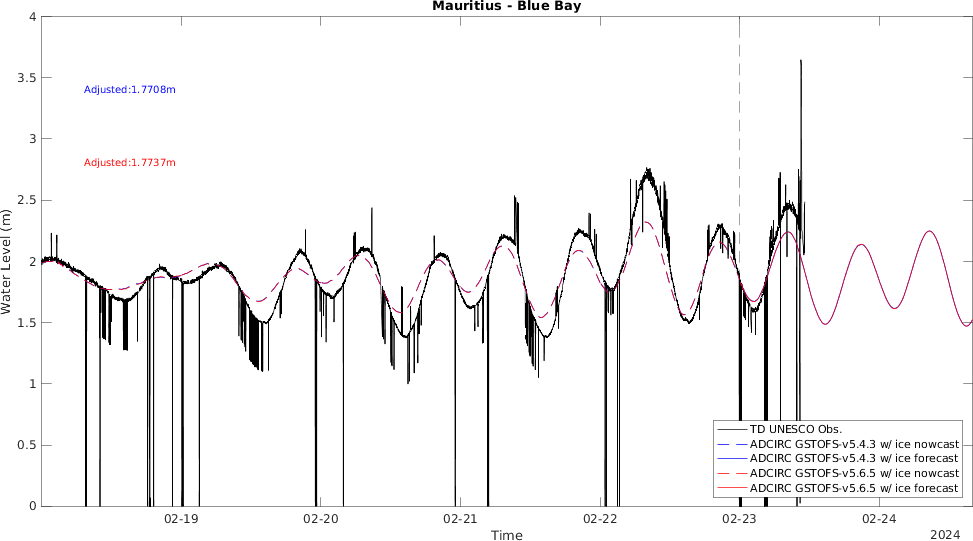 Mauritius - Blue Bay
4
3.5
3
2.5
2
1.5
1
0.5
0
Water Level (m)
Adjusted:1.7708m
Adjusted:1.7737m
TD UNESCO Obs.
ADCIRC GSTOFS-v5.4.3 w/ ice nowcast
ADCIRC GSTOFS-v5.4.3 w/ ice forecast
ADCIRC GSTOFS-v5.6.5 w/ ice nowcast
ADCIRC GSTOFS-v5.6.5 w/ ice forecast
02-19 02-20 02-21 02-22 02-23 02-24
Time
2024